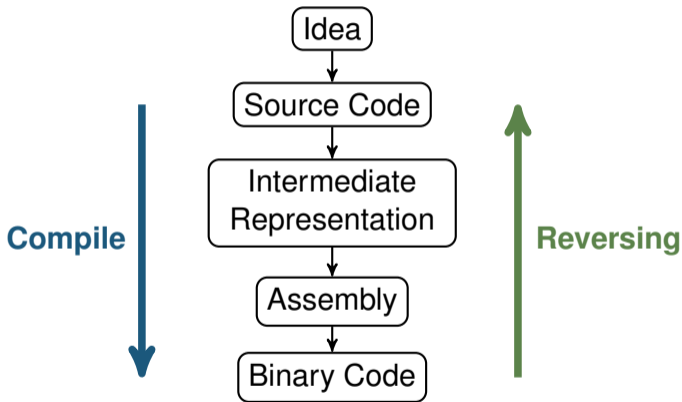 Idea
Source Code
Intermediate
Representation
Compile
Reversing
Assembly
Binary Code